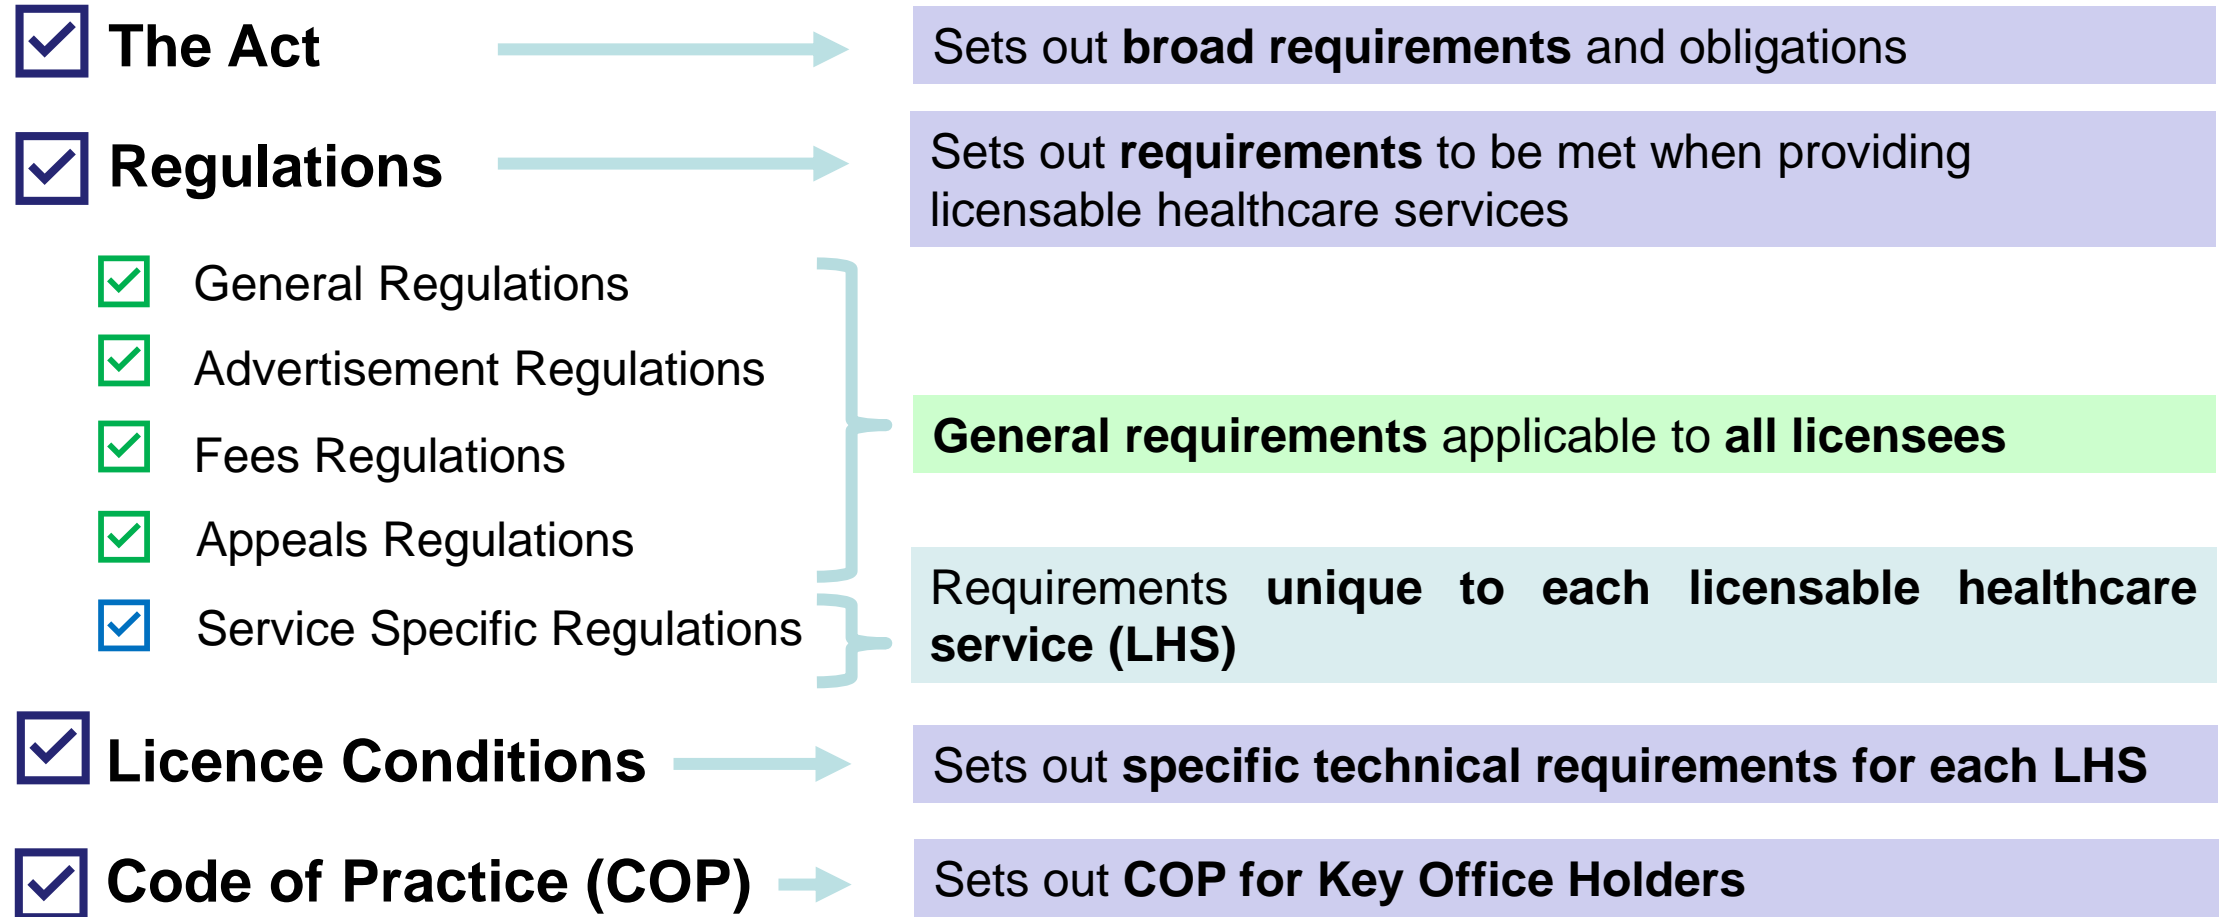 The Act
Sets out broad requirements and obligations
Regulations
Sets out requirements to be met when providing
licensable healthcare services
General Regulations
Advertisement Regulations
Fees Regulations
Appeals Regulations
General requirements applicable to all licensees
Service Specific Regulations
Requirements unique to each licensable healthcare
service (LHS)
Licence Conditions
Sets out specific technical requirements for each LHS
Code of Practice (COP)
Sets out COP for Key Office Holders